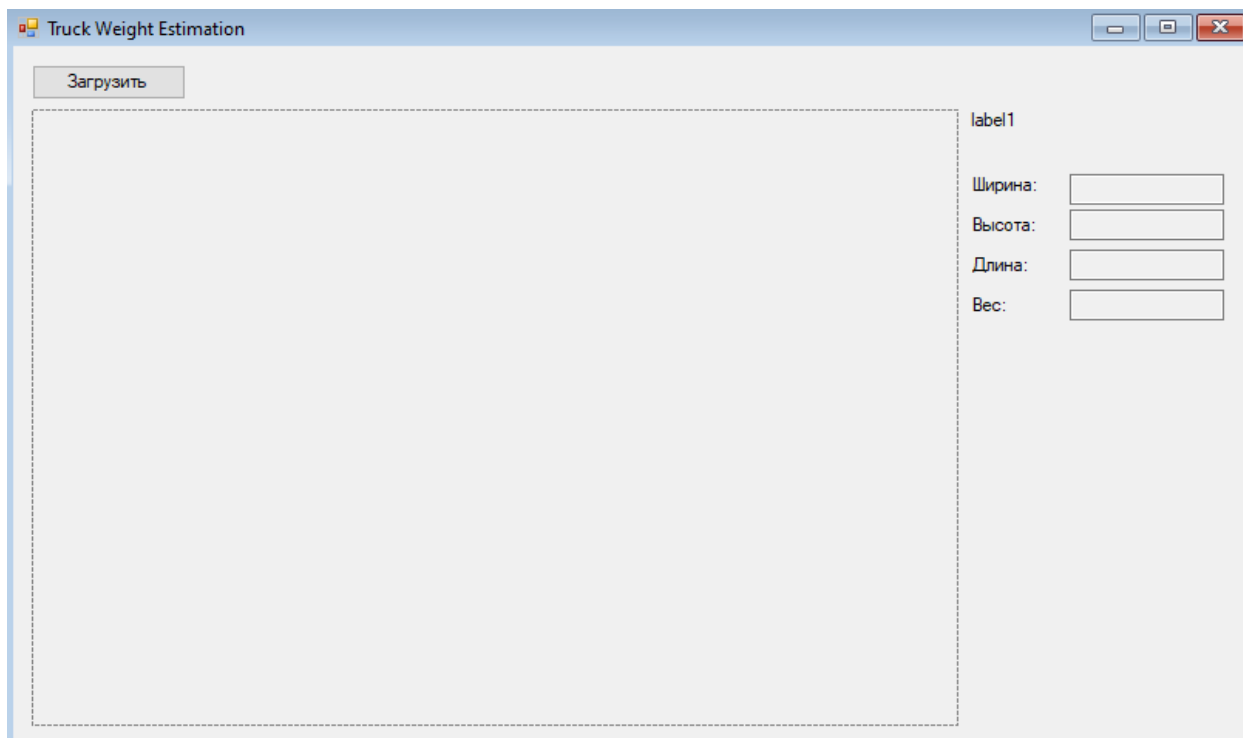 Truck Weight Estimation
Загрузить
label1
Ширина:
Высота:
Длина:
Вес: